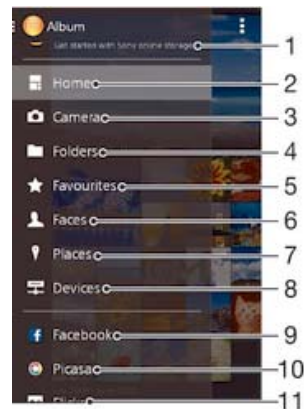 Album
Get started with Sony online storage
1
Home
2
Camera
3
Folders
4
Favourites
5
Faces
6
Places
7
Devices
8
Facebook
9
Picasa
10
Flickr
11